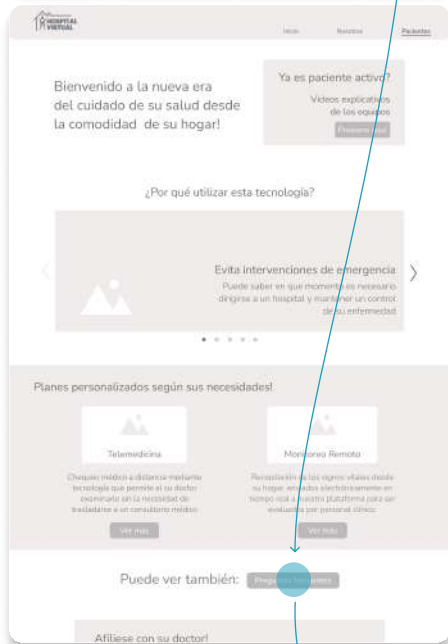 HOSPITAL
VIRTUAL
Inicio
Nosotros
Pacientes
Bienvenido a la nueva era
del cuidado de su salud desde
la comodidad de su hogar!
Ya es paciente activo?
Videos explicativos
de los equipos
Presione aquí
¿Por qué utilizar esta tecnología?
Evita intervenciones de emergencia
Puede saber en que momento es necesario
dirigirse a un hospital y mantener un control
de su enfermedad
Planes personalizados según sus necesidades!
Telemedicina
Monitoreo Remoto
Chequeo médico a distancia mediante
tecnología que permite al su doctor
examinarlo sin la necesidad de
trasladarse a un consultorio médico.
Recopilación de los signos vitales desde
su hogar, enviados electrónicamente en
tiempo real a nuestra plataforma para ser
evaluados por personal clínico.
Ver más
Ver más
Puede ver también:
Preguntas frecuentes
Afíliese con su doctor!